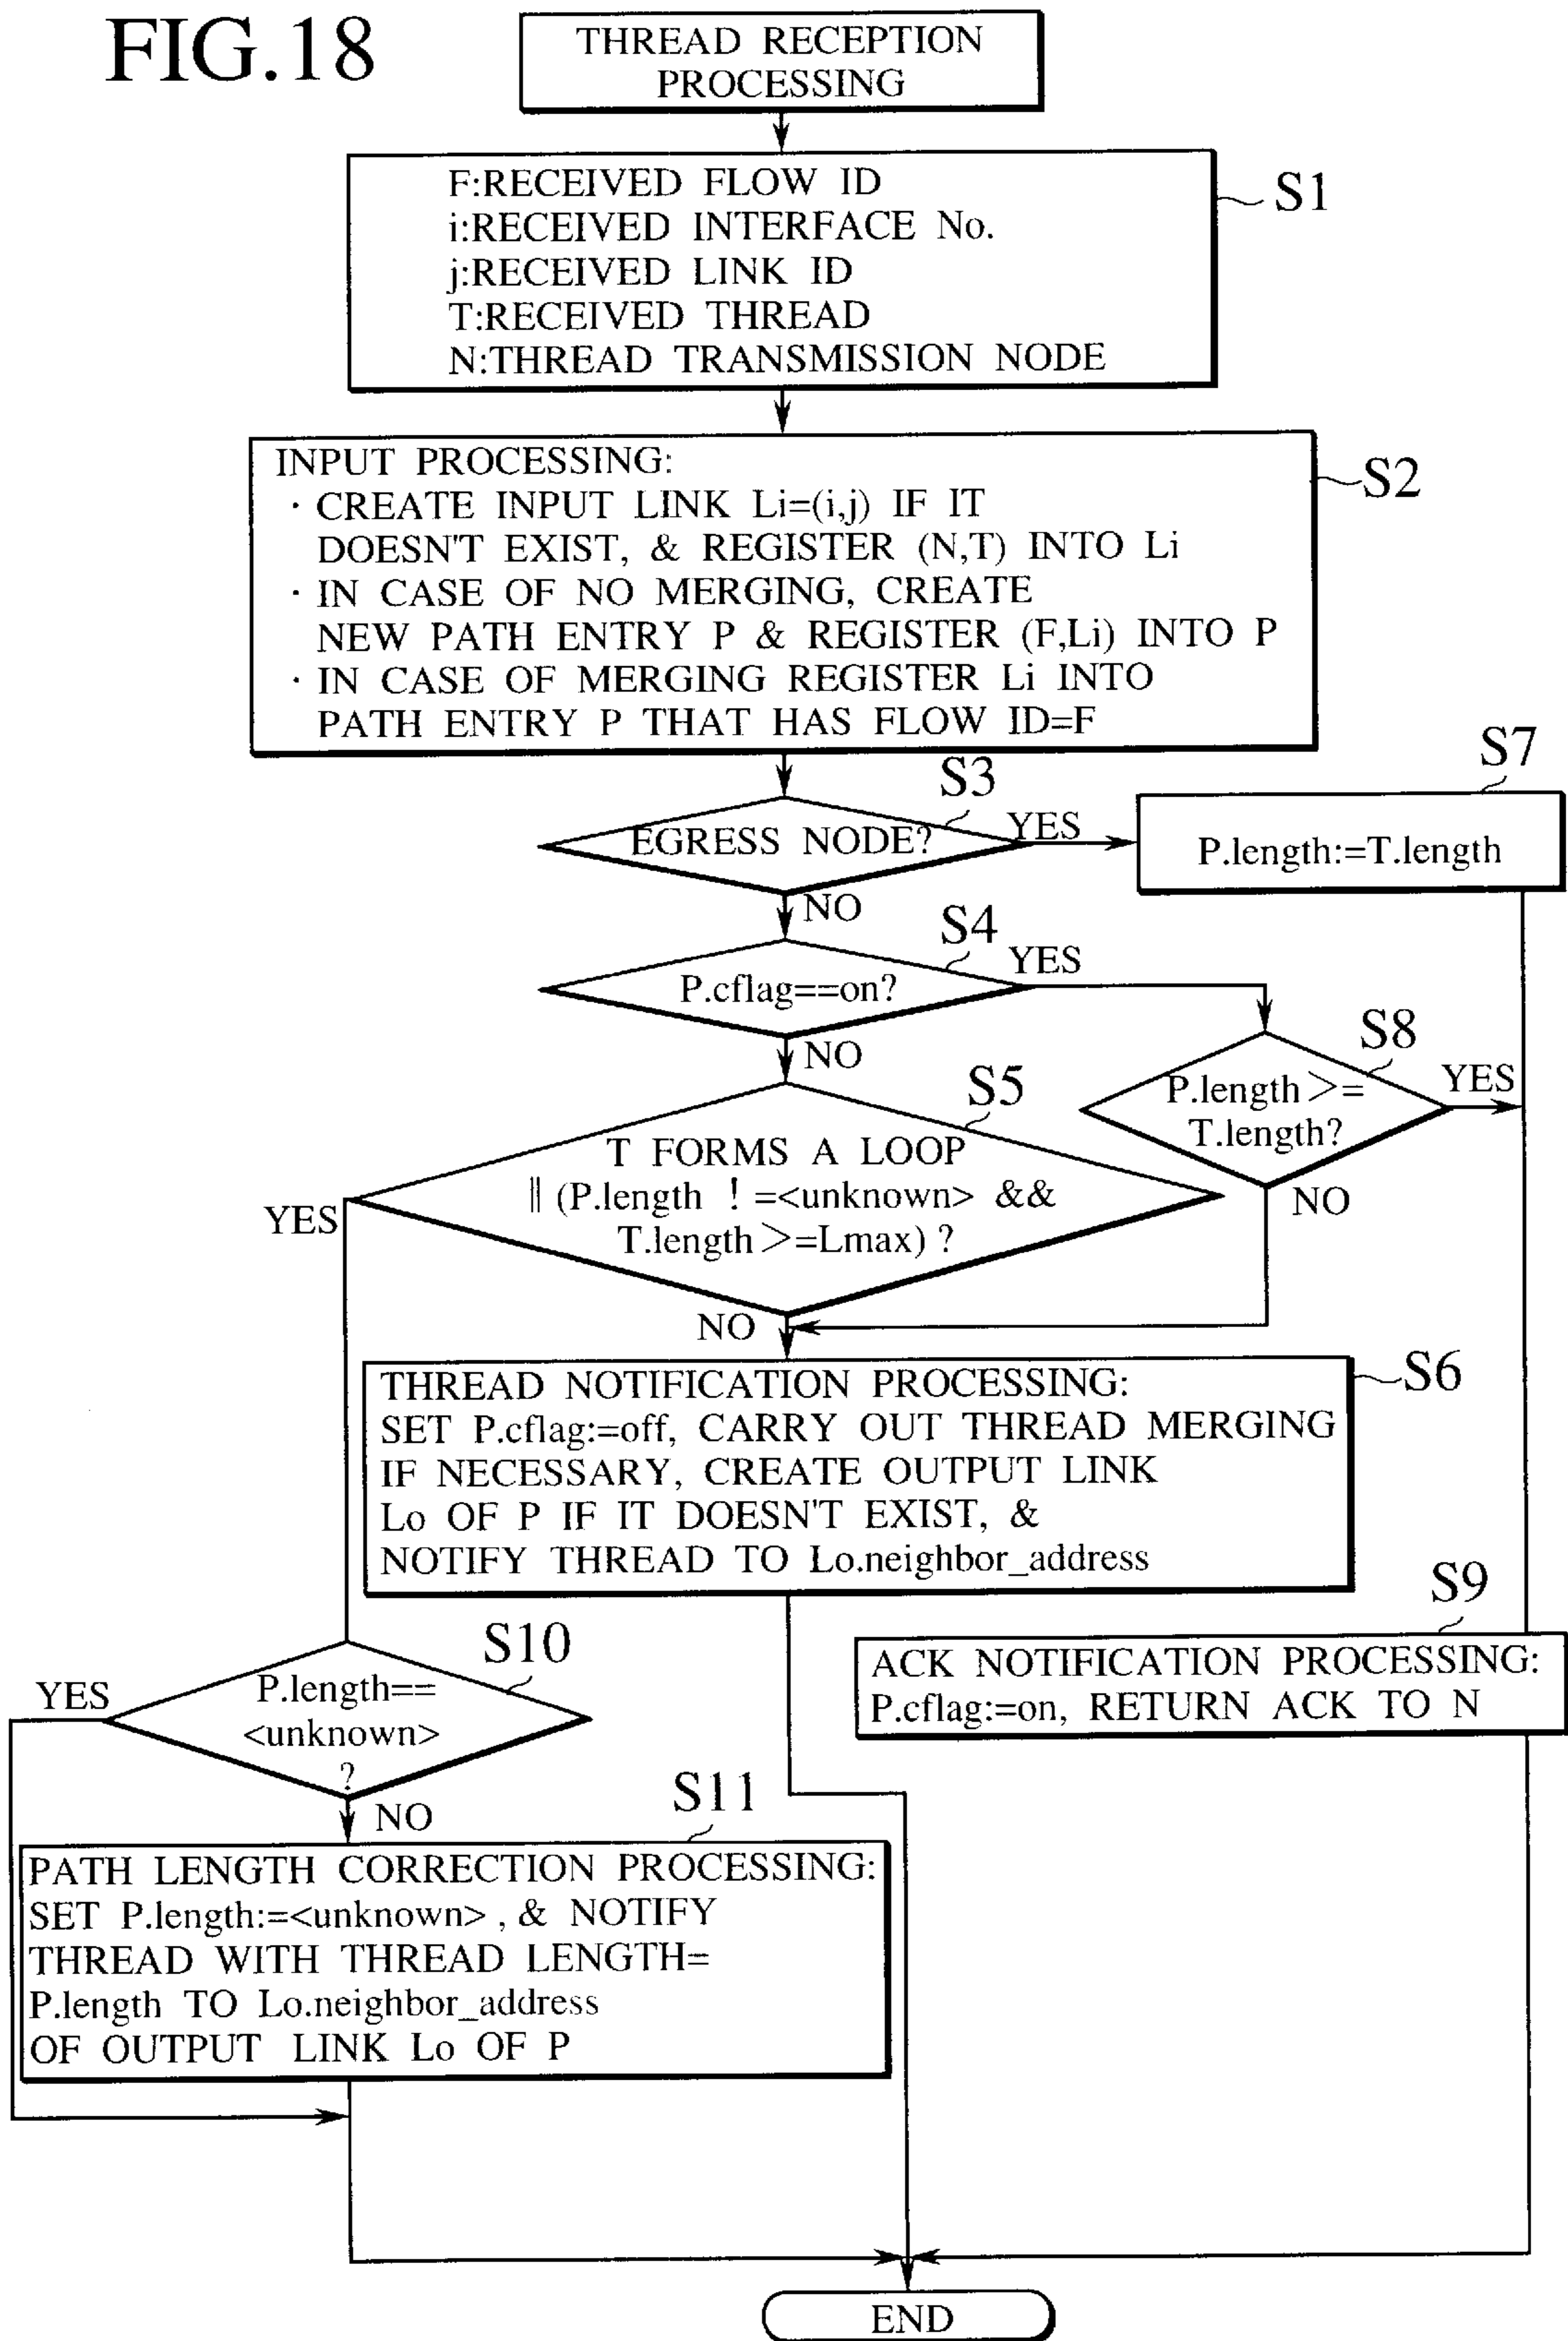 FIG.18
THREAD RECEPTION
PROCESSING
F:RECEIVED FLOW ID
i:RECEIVED INTERFACE No.
j:RECEIVED LINK ID
T:RECEIVED THREAD
N:THREAD TRANSMISSION NODE
S1
INPUT PROCESSING:
· CREATE INPUT LINK Li=(i,j) IF IT
DOESN'T EXIST, & REGISTER (N,T) INTO Li
· IN CASE OF NO MERGING, CREATE
NEW PATH ENTRY P & REGISTER (F,Li) INTO P
· IN CASE OF MERGING REGISTER Li INTO
PATH ENTRY P THAT HAS FLOW ID=F
S2
S3
EGRESS NODE?
YES
NO
S7
P.length:=T.length
S4
P.cflag==on?
YES
NO
S8
P.length>=
T.length?
YES
NO
S5
T FORMS A LOOP
|| (P.length ! =<unknown> &&
T.length>=Lmax) ?
YES
NO
S6
THREAD NOTIFICATION PROCESSING:
SET P.cflag:=off, CARRY OUT THREAD MERGING
IF NECESSARY, CREATE OUTPUT LINK
Lo OF P IF IT DOESN'T EXIST, &
NOTIFY THREAD TO Lo.neighbor_address
S9
ACK NOTIFICATION PROCESSING:
P.cflag:=on, RETURN ACK TO N
S10
P.length==
<unknown>
?
YES
NO
S11
PATH LENGTH CORRECTION PROCESSING:
SET P.length:=<unknown> , & NOTIFY
THREAD WITH THREAD LENGTH=
P.length TO Lo.neighbor_address
OF OUTPUT LINK Lo OF P
END